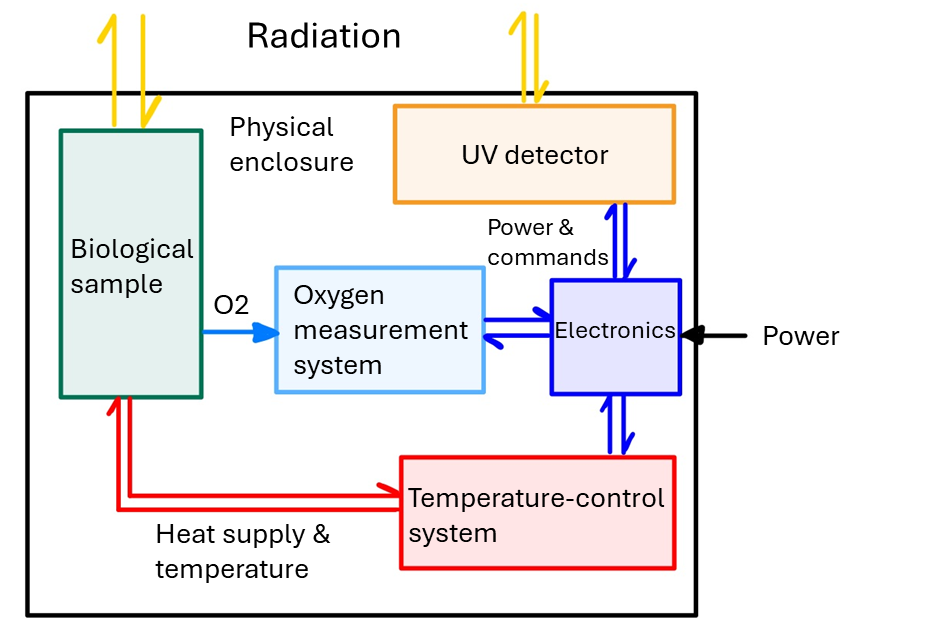 Radiation
Physical
enclosure
UV detector
Power &
commands
Biological
sample
O2
Oxygen
measurement
system
Electronics
Power
Temperature-control
system
Heat supply &
temperature